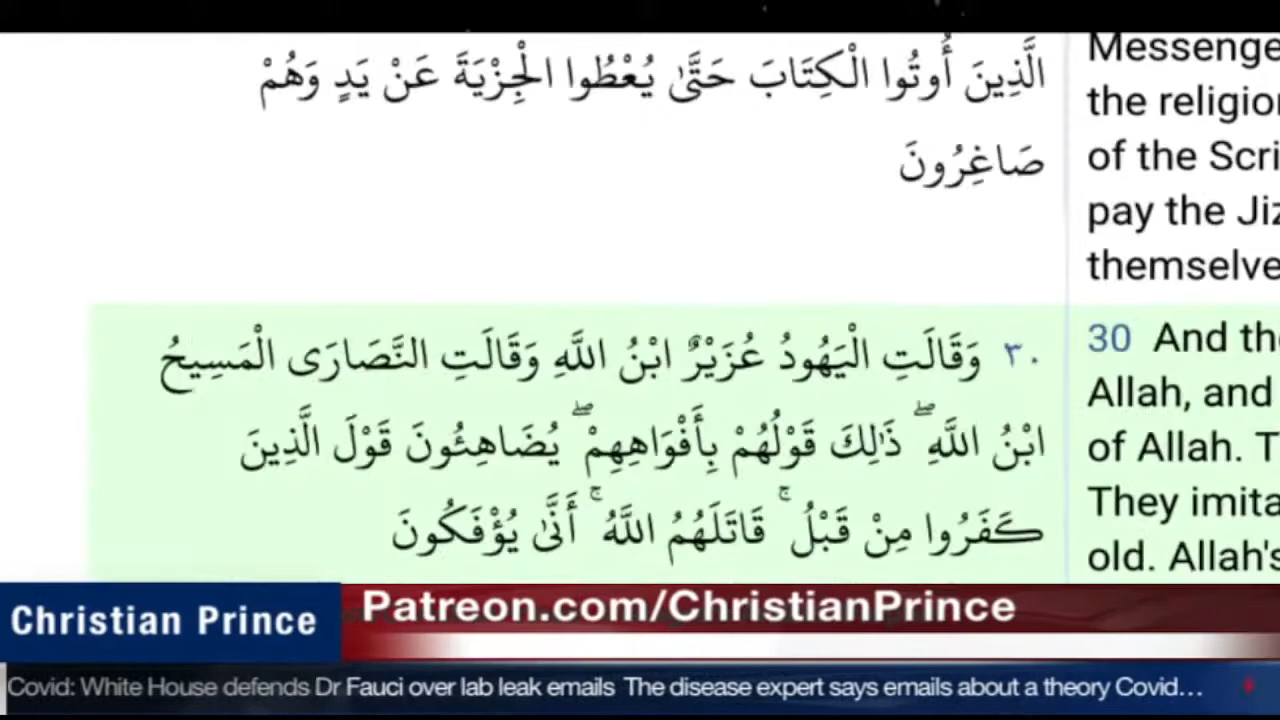 الَّذِينَ أُوتُوا الْكِتَابَ حَتَّىٰ يُعْطُوا الْجِزْيَةَ عَنْ يَدٍ وَهُمْ
صَاغِرُونَ
٣٠ وَقَالَتِ الْيَهُودُ عُزَيْرٌ ابْنُ اللَّهِ وَقَالَتِ النَّصَارَى الْمَسِيحُ
ابْنُ اللَّهِ ۖ ذَٰلِكَ قَوْلُهُمْ بِأَفْوَاهِهِمْ ۖ يُضَاهِئُونَ قَوْلَ الَّذِينَ
كَفَرُوا مِنْ قَبْلُ ۚ قَاتَلَهُمُ اللَّهُ ۚ أَنَّىٰ يُؤْفَكُونَ
Messenge
the religio
of the Scri
pay the Jiz
themselve
30 And the
Allah, and
of Allah. T
They imita
old. Allah's
Christian Prince
Patreon.com/ChristianPrince
Covid: White House defends Dr Fauci over lab leak emails The disease expert says emails about a theory Covid...